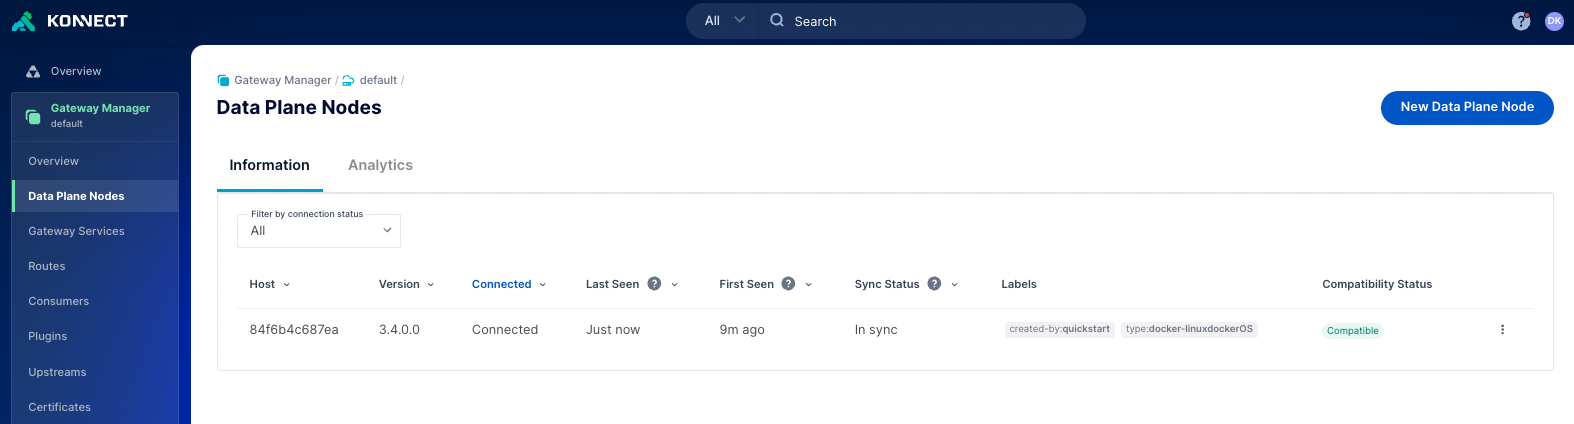 KONNECT
All
Search
?
DK
Overview
Gateway Manager
default
Overview
Data Plane Nodes
Gateway Services
Routes
Consumers
Plugins
Upstreams
Certificates
Gateway Manager / default /
Data Plane Nodes
New Data Plane Node
Information Analytics
Filter by connection status
All
Host Version Connected Last Seen ? First Seen ? Sync Status ? Labels Compatibility Status
84f6b4c687ea 3.4.0.0 Connected Just now 9m ago In sync created-by:quickstart type:docker-linuxdockerOS Compatible